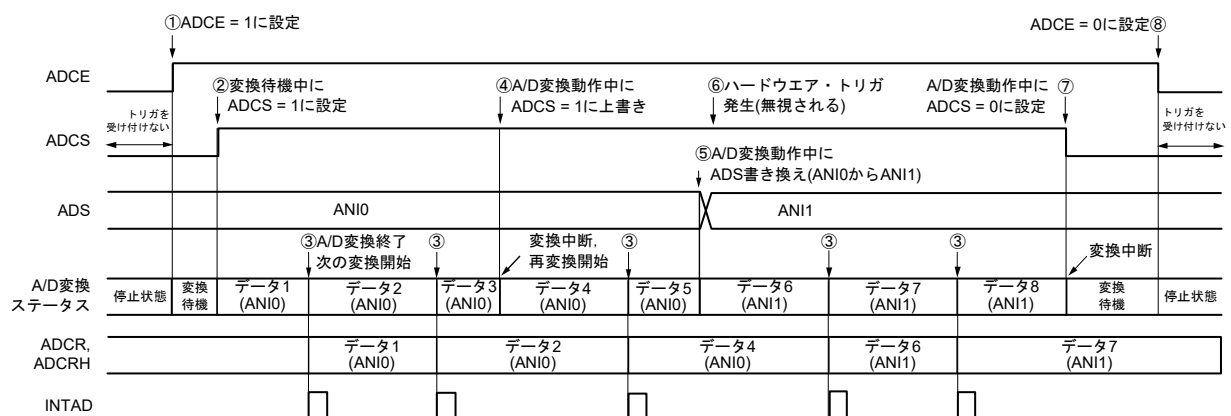 ①ADCE = 1に設定
ADCE = 0に設定⑧
ADCE
②変換待機中に
ADCS = 1に設定
④A/D変換動作中に
ADCS = 1に上書き
⑥ハードウエア・トリガ
発生(無視される)
A/D変換動作中に ⑦
ADCS = 0に設定
トリガを
受け付けない
トリガを
受け付けない
ADCS
⑤A/D変換動作中に
ADS書き換え(ANI0からANI1)
ADS
ANI0
ANI1
③A/D変換終了
次の変換開始
③
変換中断,
再変換開始
③
③
③
変換中断
A/D変換
ステータス
停止状態
変換
待機
データ1
(ANI0)
データ2
(ANI0)
データ3
(ANI0)
データ4
(ANI0)
データ5
(ANI0)
データ6
(ANI1)
データ7
(ANI1)
データ8
(ANI1)
変換
待機
停止状態
ADCR,
ADCRH
データ1
(ANI0)
データ2
(ANI0)
データ4
(ANI0)
データ6
(ANI1)
データ7
(ANI1)
INTAD